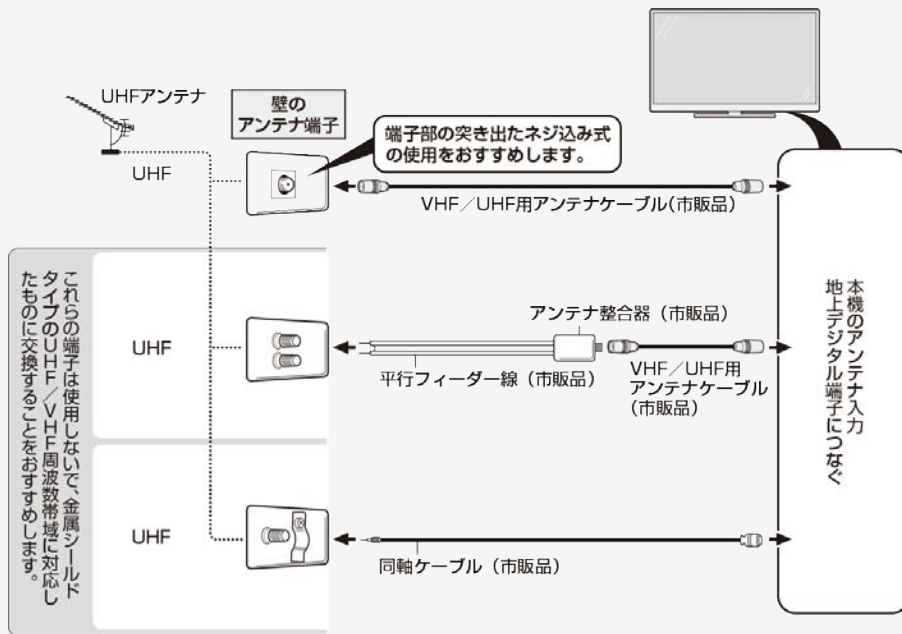 UHFアンテナ
壁の
アンテナ端子
端子部の突き出たネジ込み式
の使用をおすすめします。
UHF
VHF／UHF用アンテナケーブル（市販品）
これらの端子は使用しないで、金属シールド
タイプのUHF／VHF周波数帯域に対応し
たものに交換することをおすすめします。
UHF
アンテナ整合器（市販品）
平行フィーダー線（市販品）
VHF／UHF用
アンテナケーブル
（市販品）
UHF
同軸ケーブル（市販品）
本機のアンテナ入力
地上デジタル端子につなぐ